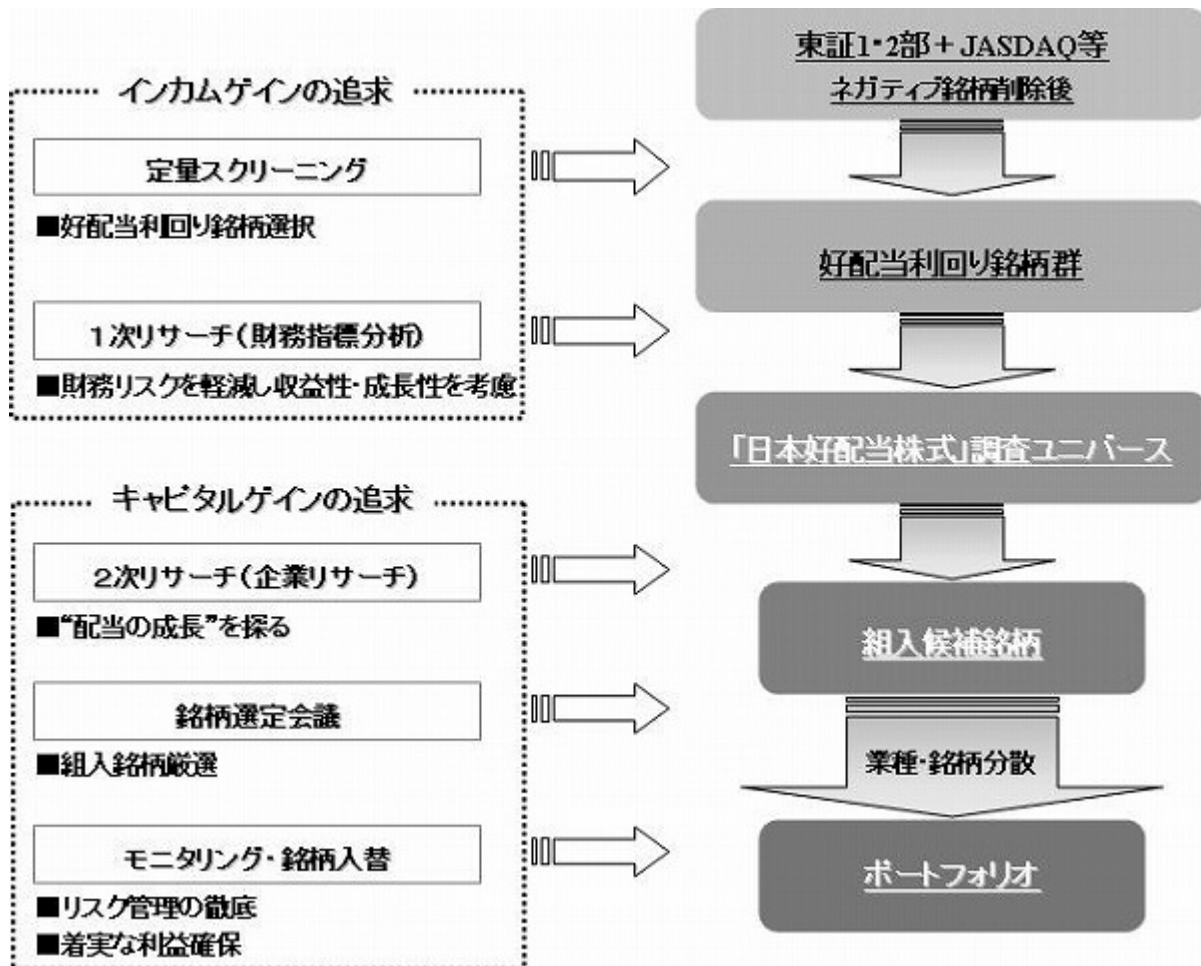 東証1・2部+JASDAQ等
ネガティブ銘柄削除後
インカムゲインの追求
定量スクリーニング
■好配当利回り銘柄選択
好配当利回り銘柄群
1次リサーチ(財務指標分析)
■財務リスクを軽減し収益性・成長性を考慮
「日本好配当株式」調査ユニバース
キャピタルゲインの追求
2次リサーチ(企業リサーチ)
■“配当の成長”を探る
組入候補銘柄
銘柄選定会議
■組入銘柄厳選
業種・銘柄分散
モニタリング・銘柄入替
■リスク管理の徹底
■着実な利益確保
ポートフォリオ